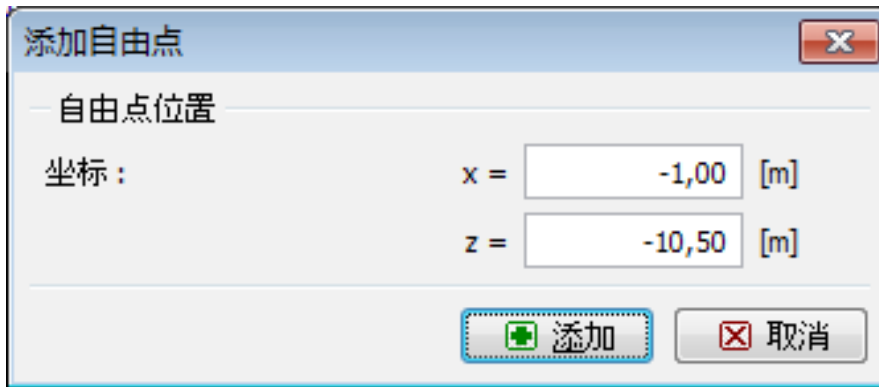 添加自由点
自由点位置
坐标：
x = -1,00 [m]
z = -10,50 [m]
添加 取消